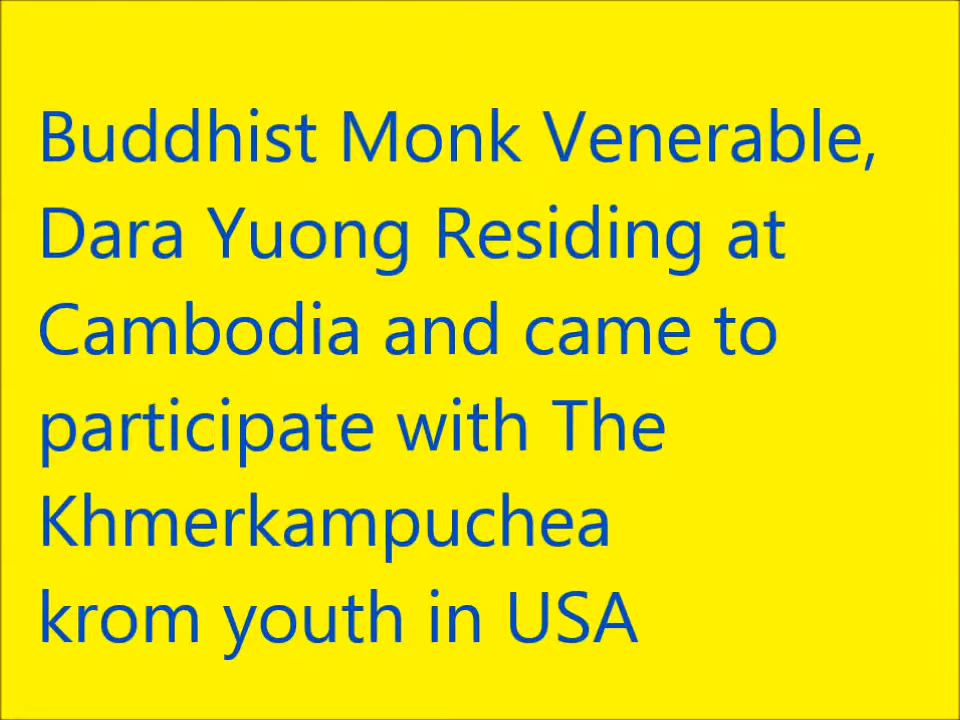 Buddhist Monk Venerable,
Dara Yuong Residing at
Cambodia and came to
participate with The
Khmerkampuchea
krom youth in USA